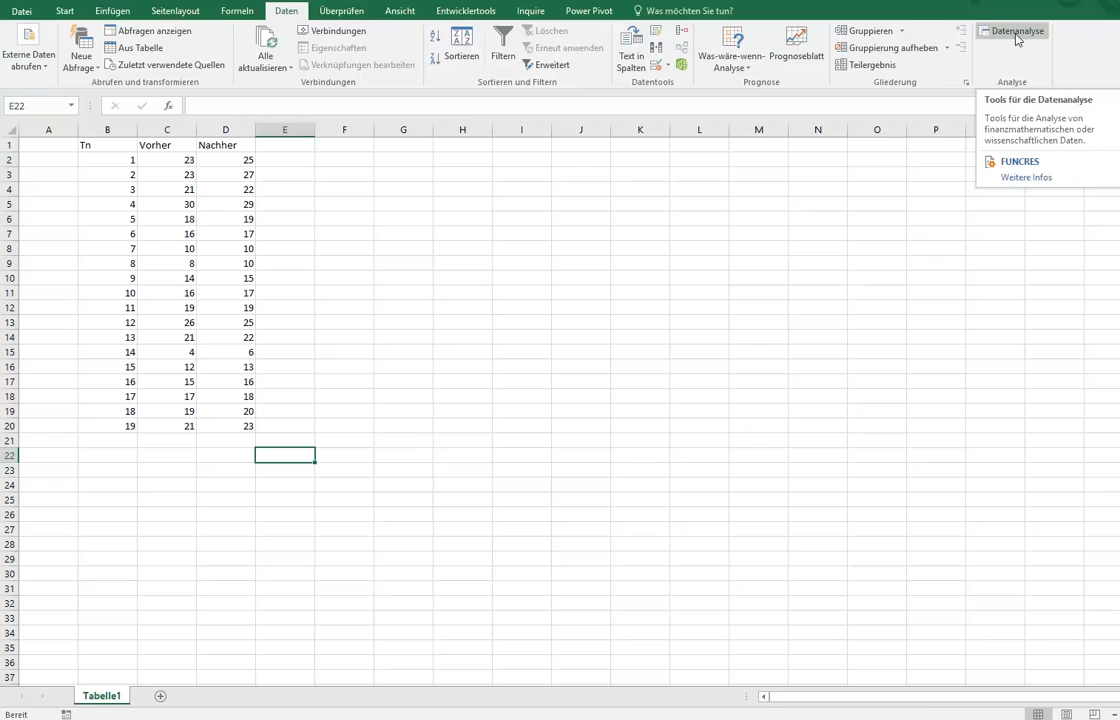 Datei Start Einfügen Seitenlayout Formeln Daten Überprüfen Ansicht Entwicklertools Inquire Power Pivot Was möchten Sie tun?
Externe Daten abrufen
Neue Abfrage
Abfragen anzeigen
Aus Tabelle
Zuletzt verwendete Quellen
Abrufen und transformieren
Alle aktualisieren
Verbindungen
Eigenschaften
Verknüpfungen bearbeiten
Verbindungen
Sortieren
Filtern
Löschen
Erneut anwenden
Erweitert
Sortieren und Filtern
Text in Spalten
Datentools
Was-wäre-wenn-Analyse
Prognoseblatt
Prognose
Gruppieren
Gruppierung aufheben
Teilergebnis
Gliederung
Datenanalyse
Analyse
Tools für die Datenanalyse
Tools für die Analyse von
finanzmathematischen oder
wissenschaftlichen Daten.
FUNCRES
Weitere Infos
E22 fx
A B C D E F G H I J K L M N O P
1 Tn Vorher Nachher
2 1 23 25
3 2 23 27
4 3 21 22
5 4 30 29
6 5 18 19
7 6 16 17
8 7 10 10
9 8 8 10
10 9 14 15
11 10 16 17
12 11 19 19
13 12 26 25
14 13 21 22
15 14 4 6
16 15 12 13
17 16 15 16
18 17 17 18
19 18 19 20
20 19 21 23
21
22
23
24
25
26
27
28
29
30
31
32
33
34
35
36
37
Tabelle1
Bereit